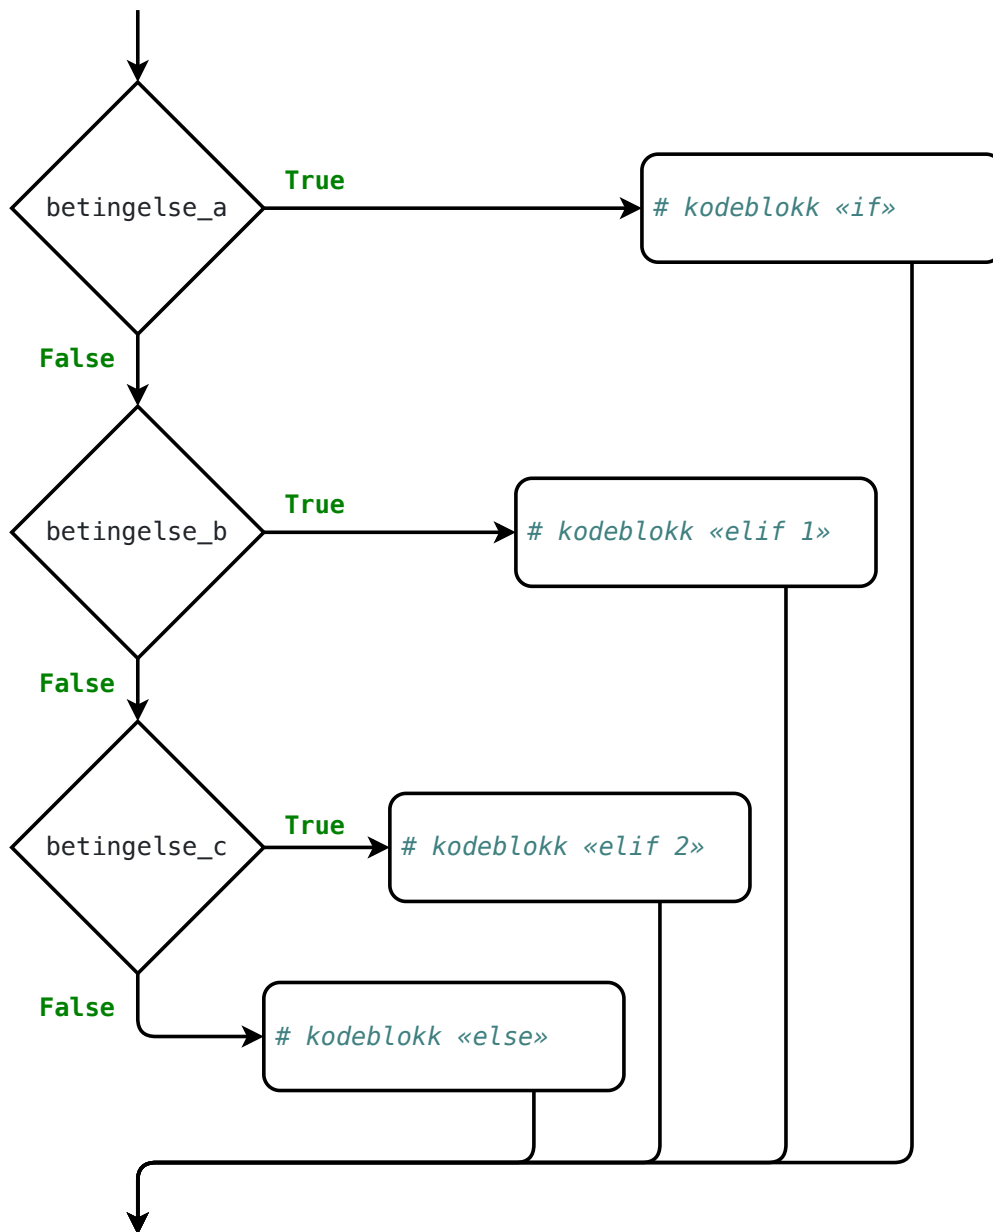 True
betingelse_a
# kodeblokk «if»
False
True
betingelse_b
# kodeblokk «elif 1»
False
True
betingelse_c
# kodeblokk «elif 2»
False
# kodeblokk «else»